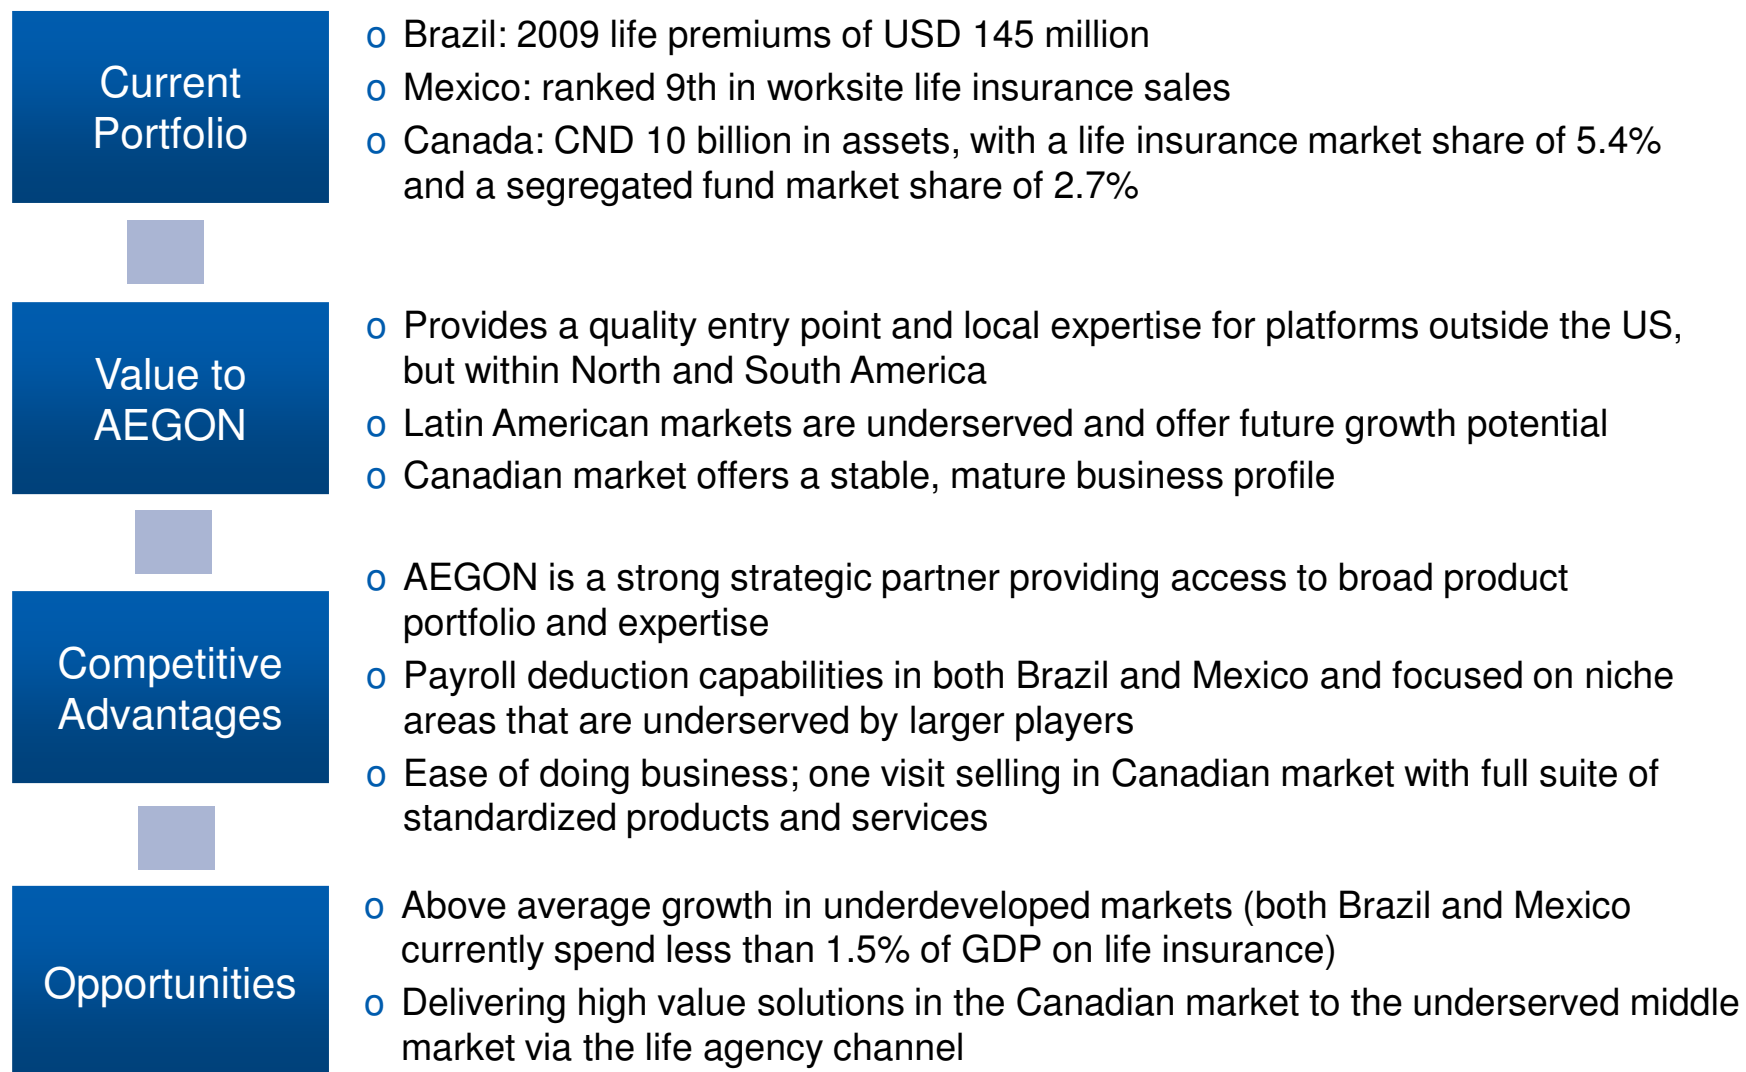 Current
Portfolio
o Brazil: 2009 life premiums of USD 145 million
o Mexico: ranked 9th in worksite life insurance sales
o Canada: CND 10 billion in assets, with a life insurance market share of 5.4%
and a segregated fund market share of 2.7%
Value to
AEGON
o Provides a quality entry point and local expertise for platforms outside the US,
but within North and South America
o Latin American markets are underserved and offer future growth potential
o Canadian market offers a stable, mature business profile
Competitive
Advantages
o AEGON is a strong strategic partner providing access to broad product
portfolio and expertise
o Payroll deduction capabilities in both Brazil and Mexico and focused on niche
areas that are underserved by larger players
o Ease of doing business; one visit selling in Canadian market with full suite of
standardized products and services
Opportunities
o Above average growth in underdeveloped markets (both Brazil and Mexico
currently spend less than 1.5% of GDP on life insurance)
o Delivering high value solutions in the Canadian market to the underserved middle
market via the life agency channel